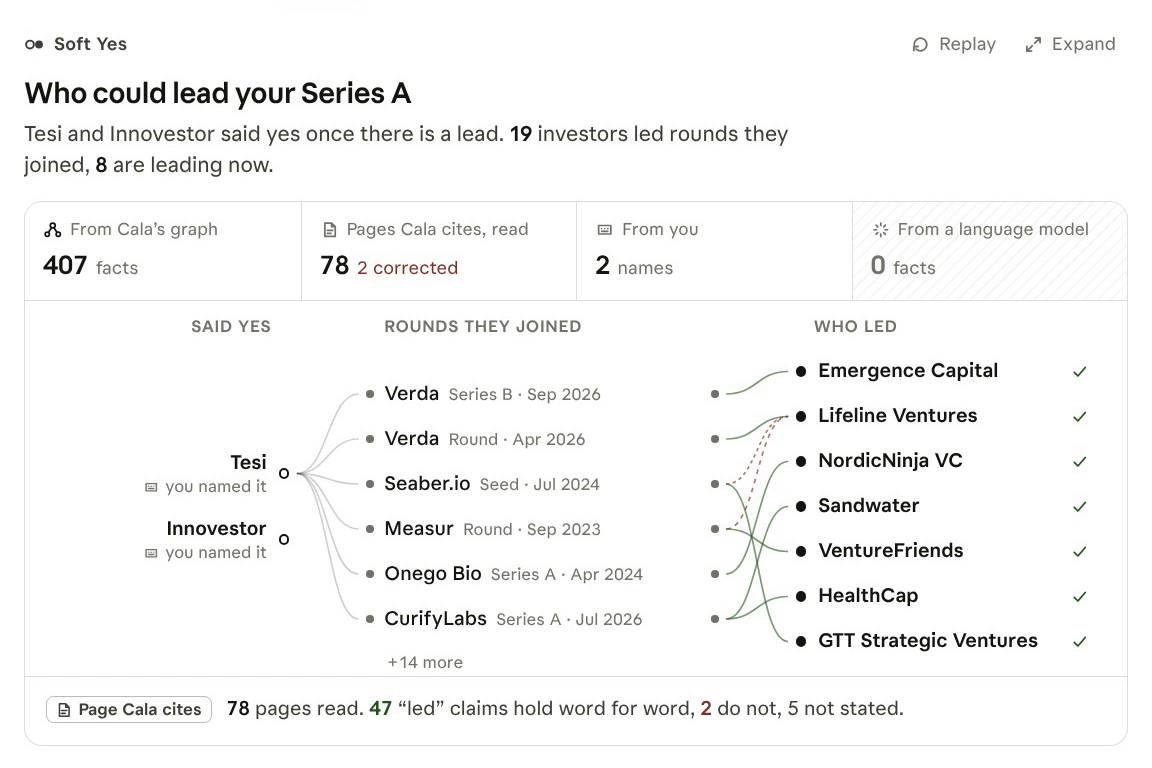 Soft Yes
Replay
Expand
Who could lead your Series A
Tesi and Innovestor said yes once there is a lead. 19 investors led rounds they
joined, 8 are leading now.
From Cala’s graph
407 facts
Pages Cala cites, read
78 2 corrected
From you
2 names
From a language model
0 facts
SAID YES
ROUNDS THEY JOINED
WHO LED
Tesi
you named it
Innovestor
you named it
Verda Series B · Sep 2026
Verda Round · Apr 2026
Seaber.io Seed · Jul 2024
Measur Round · Sep 2023
Onego Bio Series A · Apr 2024
CurifyLabs Series A · Jul 2026
+14 more
Emergence Capital
Lifeline Ventures
NordicNinja VC
Sandwater
VentureFriends
HealthCap
GTT Strategic Ventures
Page Cala cites
78 pages read. 47 “led” claims hold word for word, 2 do not, 5 not stated.